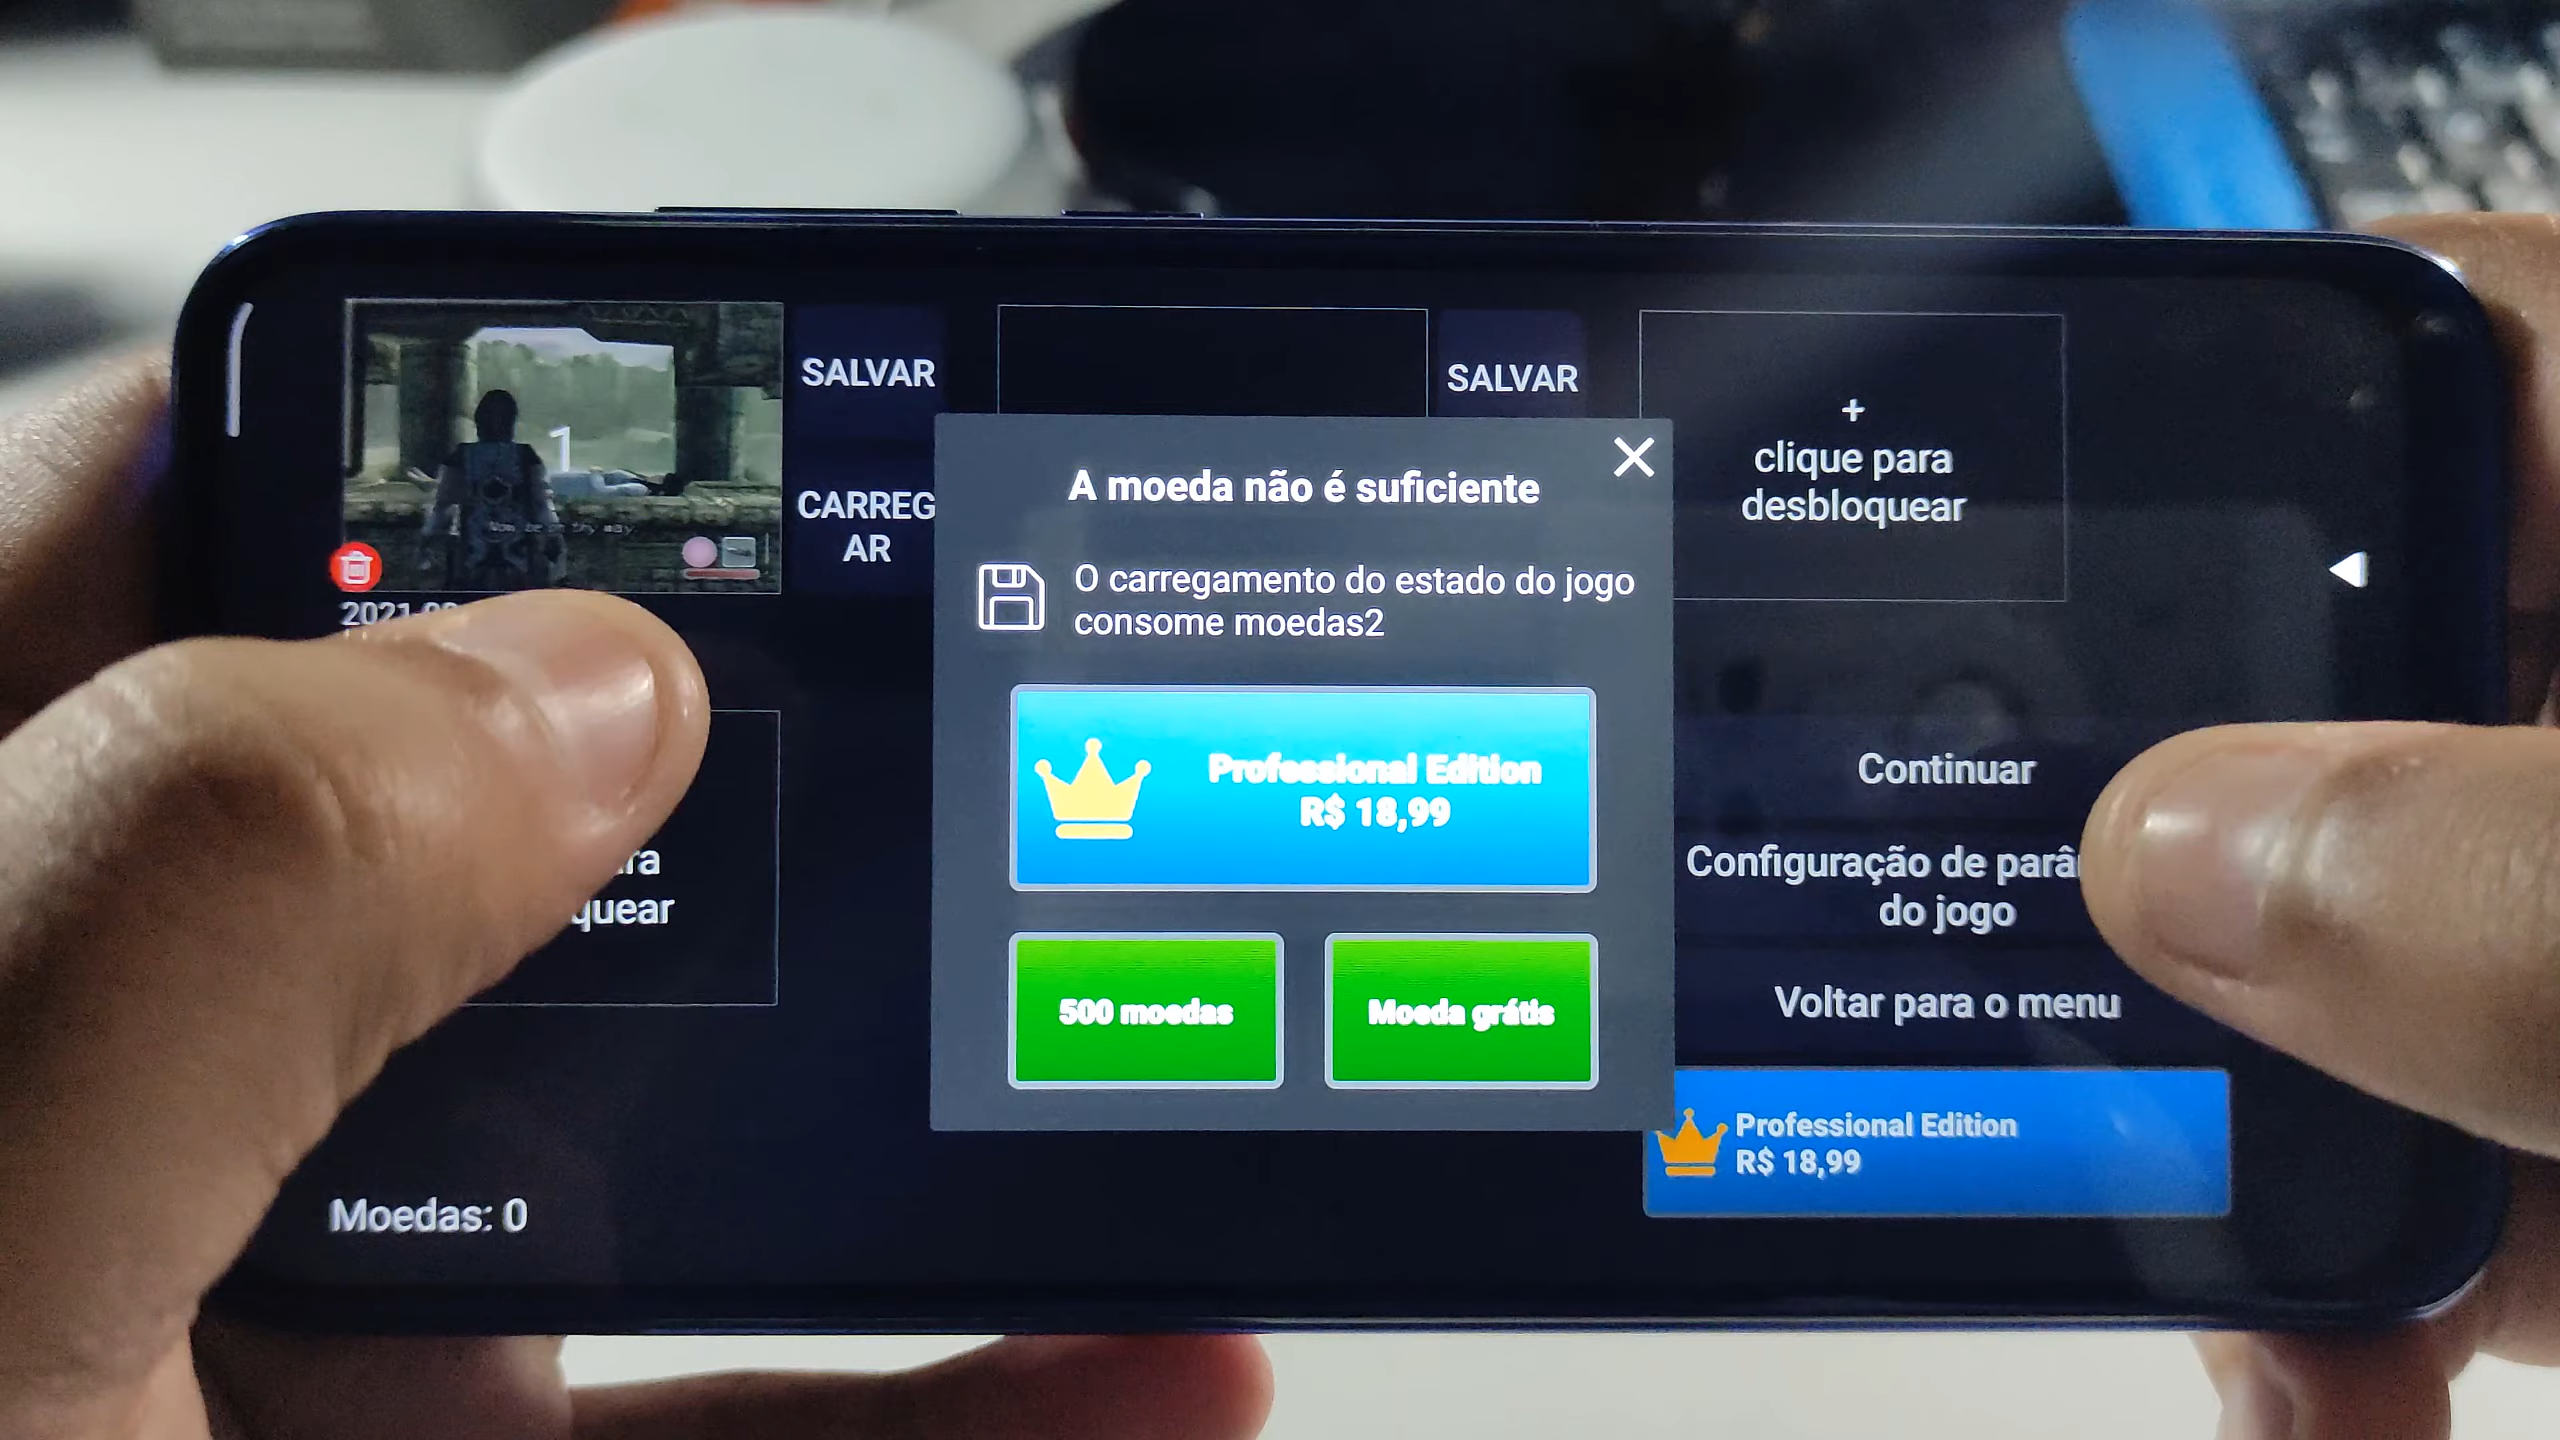 1
SALVAR
CARREG
AR
2021
quear
SALVAR
+
clique para
desbloquear
A moeda não é suficiente
O carregamento do estado do jogo
consome moedas2
Professional Edition
R$ 18,99
500 moedas
Moeda grátis
Continuar
Configuração de parâ
do jogo
Voltar para o menu
Professional Edition
R$ 18,99
Moedas: 0